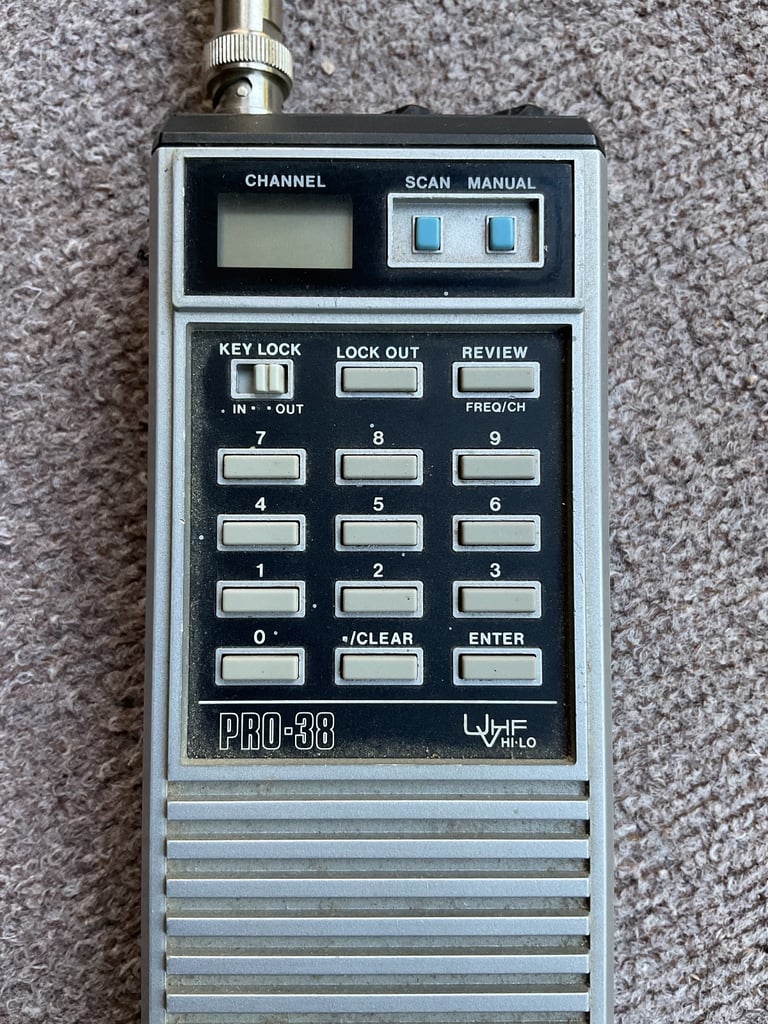 CHANNEL
SCAN MANUAL
KEY LOCK
LOCK OUT
REVIEW
IN OUT
FREQ/CH
7 8 9
4 5 6
1 2 3
0 ./CLEAR ENTER
PRO-38
UVHF
HI·LO